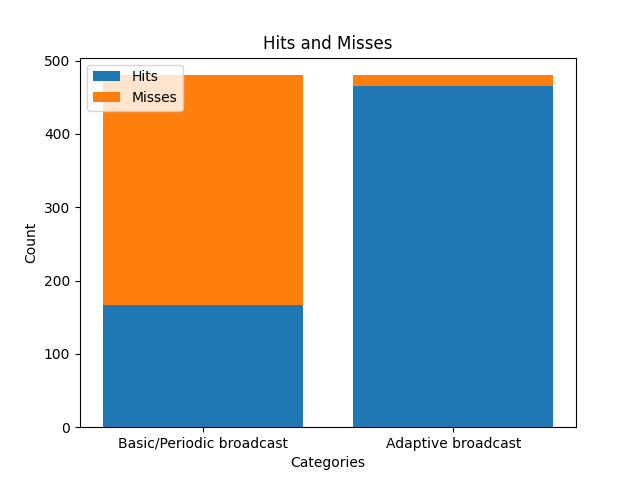 Hits and Misses
500
Hits
Misses
400
300
200
100
0
Count
Basic/Periodic broadcast
Adaptive broadcast
Categories